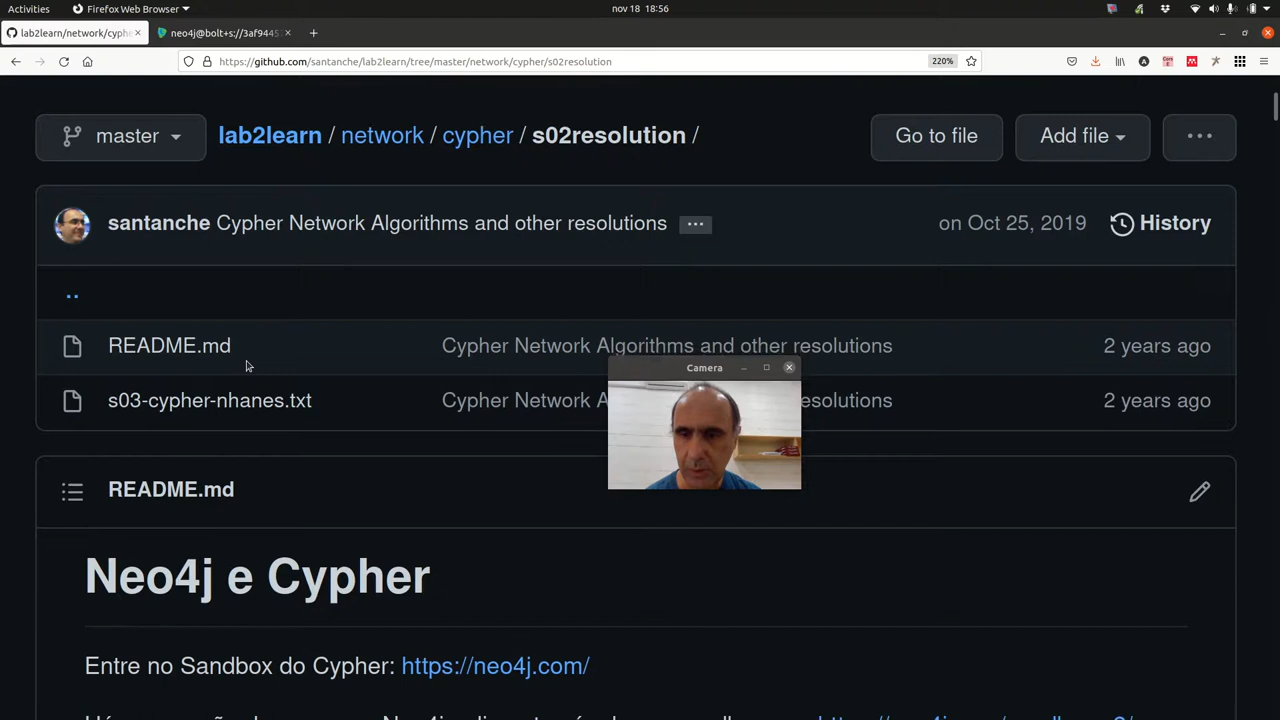 Activities
Firefox Web Browser
nov 18 18:56
lab2learn/network/cyphe
neo4j@bolt+s://3af9445
https://github.com/santanche/lab2learn/tree/master/network/cypher/s02resolution
220%
master
lab2learn / network / cypher / s02resolution /
Go to file
Add file
santanche Cypher Network Algorithms and other resolutions
on Oct 25, 2019
History
..
README.md
Cypher Network Algorithms and other resolutions
2 years ago
Camera
s03-cypher-nhanes.txt
Cypher Network A
esolutions
2 years ago
README.md
Neo4j e Cypher
Entre no Sandbox do Cypher: https://neo4j.com/